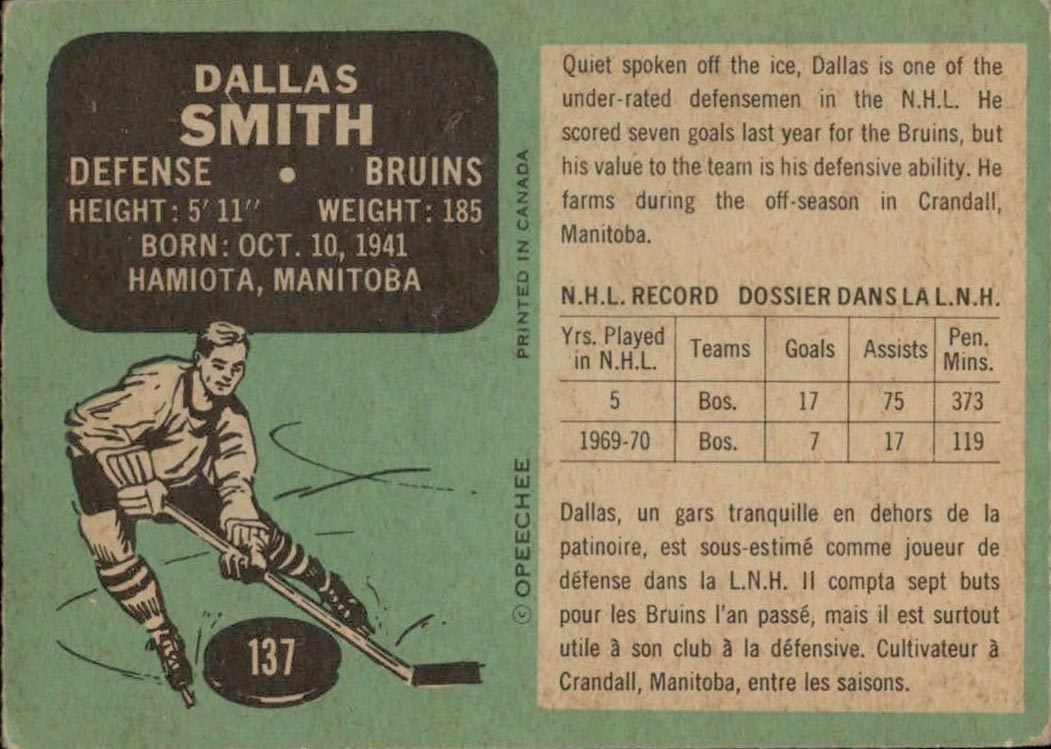 DALLAS
SMITH
DEFENSE • BRUINS
HEIGHT: 5' 11" WEIGHT: 185
BORN: OCT. 10, 1941
HAMIOTA, MANITOBA
137
© OPEECHEE PRINTED IN CANADA
Quiet spoken off the ice, Dallas is one of the
under-rated defensemen in the N.H.L. He
scored seven goals last year for the Bruins, but
his value to the team is his defensive ability. He
farms during the off-season in Crandall,
Manitoba.
N.H.L. RECORD DOSSIER DANS LA L.N.H.
Yrs. Played
in N.H.L. Teams Goals Assists Pen.
Mins.
5 Bos. 17 75 373
1969-70 Bos. 7 17 119
Dallas, un gars tranquille en dehors de la
patinoire, est sous-estimé comme joueur de
défense dans la L.N.H. Il compta sept buts
pour les Bruins l'an passé, mais il est surtout
utile à son club à la défensive. Cultivateur à
Crandall, Manitoba, entre les saisons.